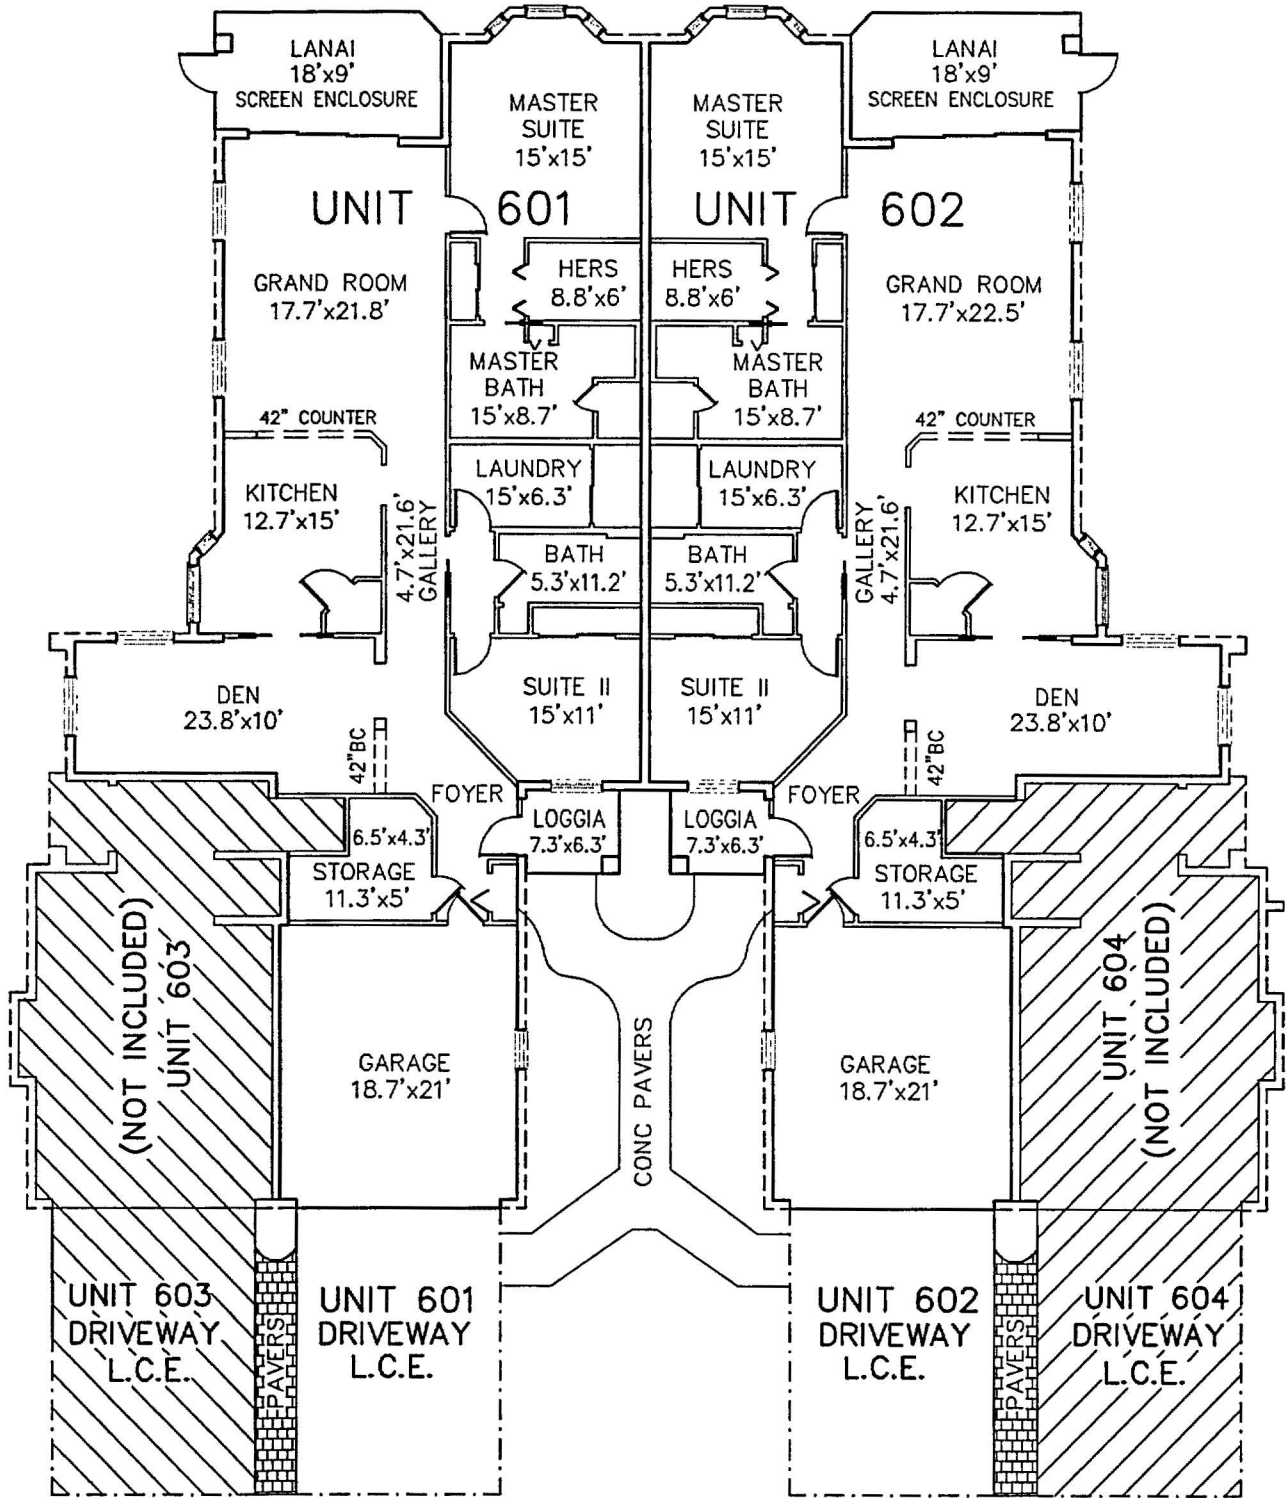 LANAI
18'x9'
SCREEN ENCLOSURE
MASTER
SUITE
15'x15'
MASTER
SUITE
15'x15'
LANAI
18'x9'
SCREEN ENCLOSURE
UNIT 601
UNIT 602
GRAND ROOM
17.7'x21.8'
HERS
8.8'x6'
HERS
8.8'x6'
GRAND ROOM
17.7'x22.5'
MASTER
BATH
15'x8.7'
MASTER
BATH
15'x8.7'
42" COUNTER
42" COUNTER
KITCHEN
12.7'x15'
4.7'x21.6'
GALLERY
LAUNDRY
15'x6.3'
LAUNDRY
15'x6.3'
GALLERY
4.7'x21.6'
KITCHEN
12.7'x15'
BATH
5.3'x11.2'
BATH
5.3'x11.2'
DEN
23.8'x10'
SUITE II
15'x11'
SUITE II
15'x11'
DEN
23.8'x10'
42"BC
42"BC
FOYER
FOYER
LOGGIA
7.3'x6.3'
LOGGIA
7.3'x6.3'
6.5'x4.3'
STORAGE
11.3'x5'
6.5'x4.3'
STORAGE
11.3'x5'
(NOT INCLUDED)
UNIT 603
GARAGE
18.7'x21'
CONC PAVERS
GARAGE
18.7'x21'
UNIT 604
(NOT INCLUDED)
UNIT 603
DRIVEWAY
L.C.E.
PAVERS
UNIT 601
DRIVEWAY
L.C.E.
UNIT 602
DRIVEWAY
L.C.E.
PAVERS
UNIT 604
DRIVEWAY
L.C.E.